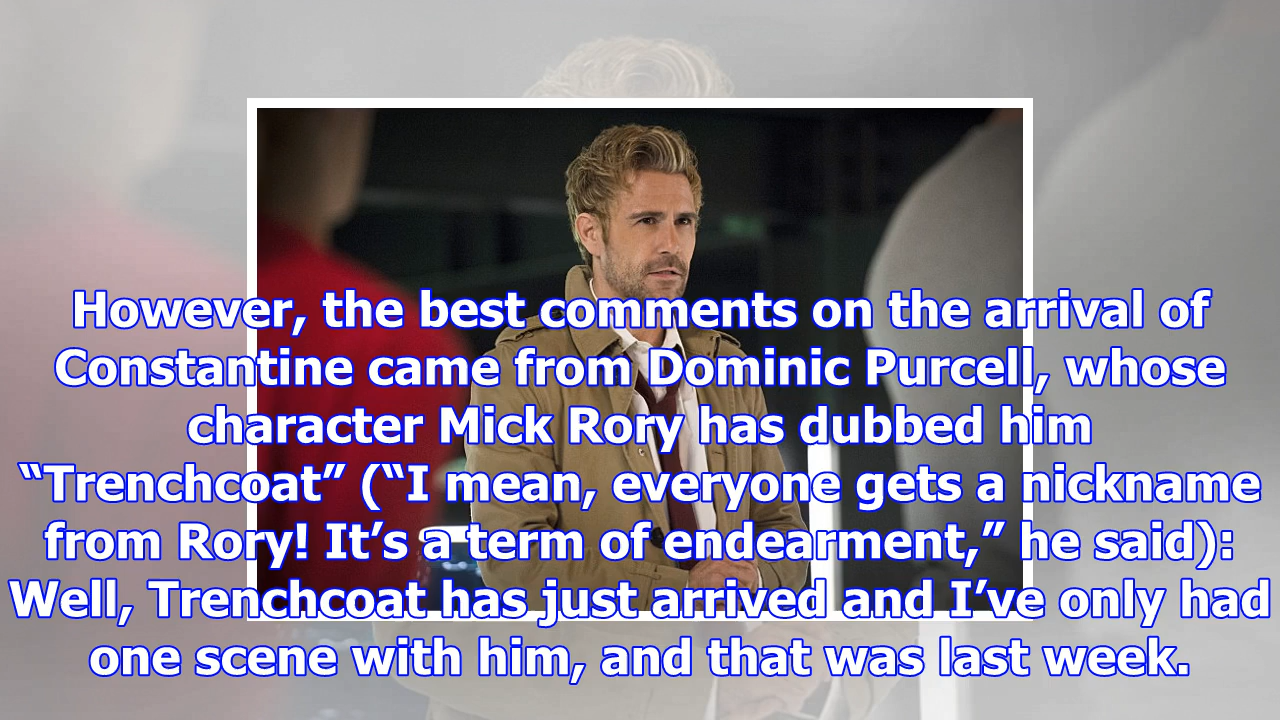 However, the best comments on the arrival of
Constantine came from Dominic Purcell, whose
character Mick Rory has dubbed him
“Trenchcoat” (“I mean, everyone gets a nickname
from Rory! It’s a term of endearment,” he said):
Well, Trenchcoat has just arrived and I’ve only had
one scene with him, and that was last week.